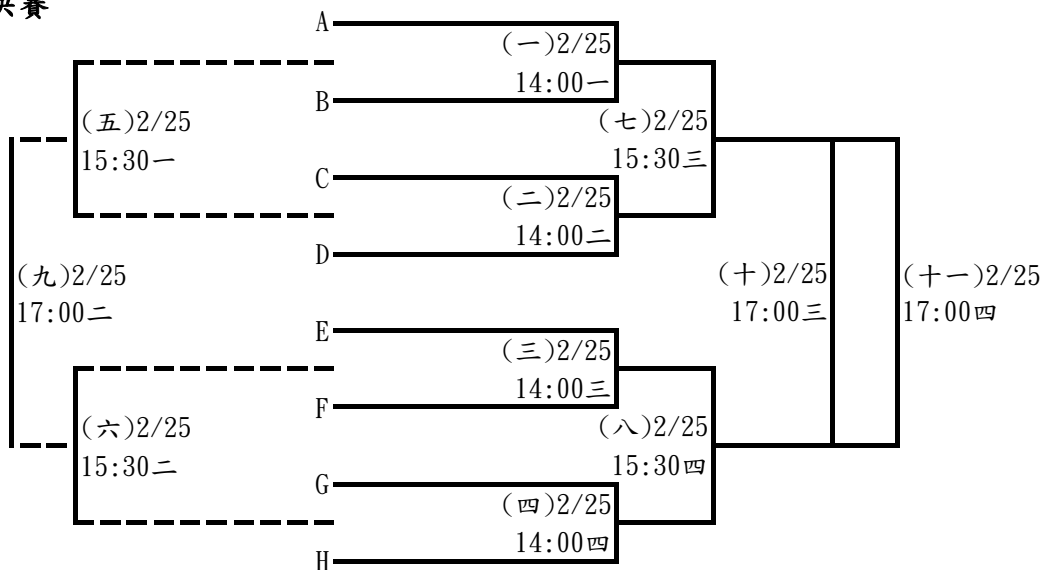 決賽
A
(一)2/25
14:00一
B
(五)2/25
15:30一
(七)2/25
15:30三
C
(二)2/25
14:00二
D
(九)2/25
17:00二
(十)2/25
17:00三
(十一)2/25
17:00四
E
(三)2/25
14:00三
F
(六)2/25
15:30二
(八)2/25
15:30四
G
(四)2/25
14:00四
H